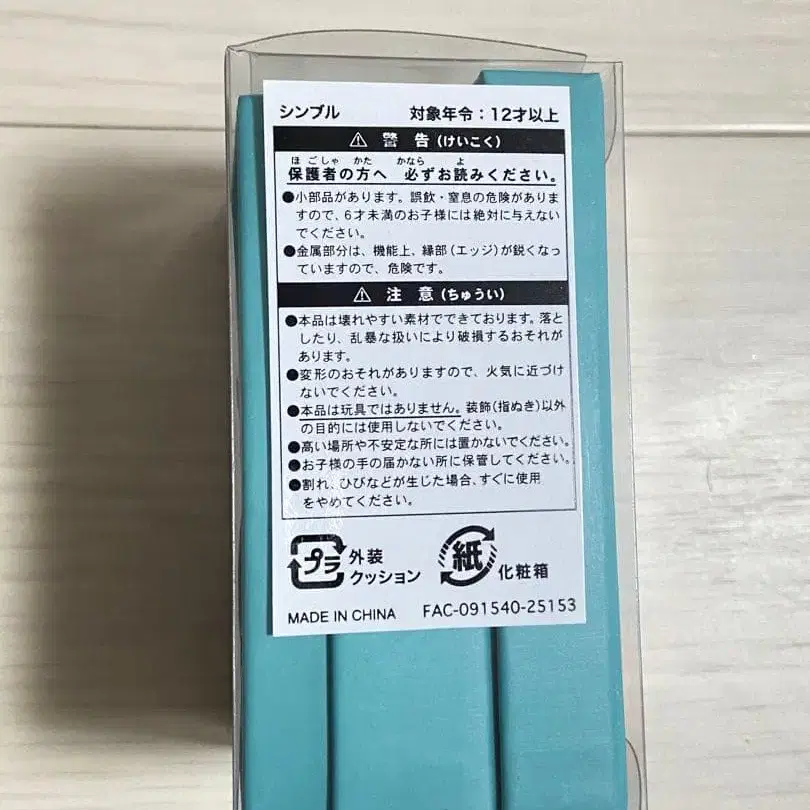 シンブル 対象年令：12才以上
⚠ 警 告 (けいこく)
ほごしゃ かた かなら よ
保護者の方へ 必ずお読みください。
●小部品があります。誤飲・窒息の危険がありま
すので、6才未満のお子様には絶対に与えない
でください。
●金属部分は、機能上、縁部(エッジ)が鋭くなっ
ていますので、危険です。
⚠ 注 意 (ちゅうい)
●本品は壊れやすい素材でできております。落と
したり、乱暴な扱いにより破損するおそれが
あります。
●変形のおそれがありますので、火気に近づけ
ないでください。
●本品は玩具ではありません。装飾(指ぬき)以外
の目的には使用しないでください。
●高い場所や不安定な所には置かないでください。
●お子様の手の届かない所に保管してください。
●割れ、ひびなどが生じた場合、すぐに使用
をやめてください。
プラ 外装
クッション
紙 化粧箱
MADE IN CHINA FAC-091540-25153